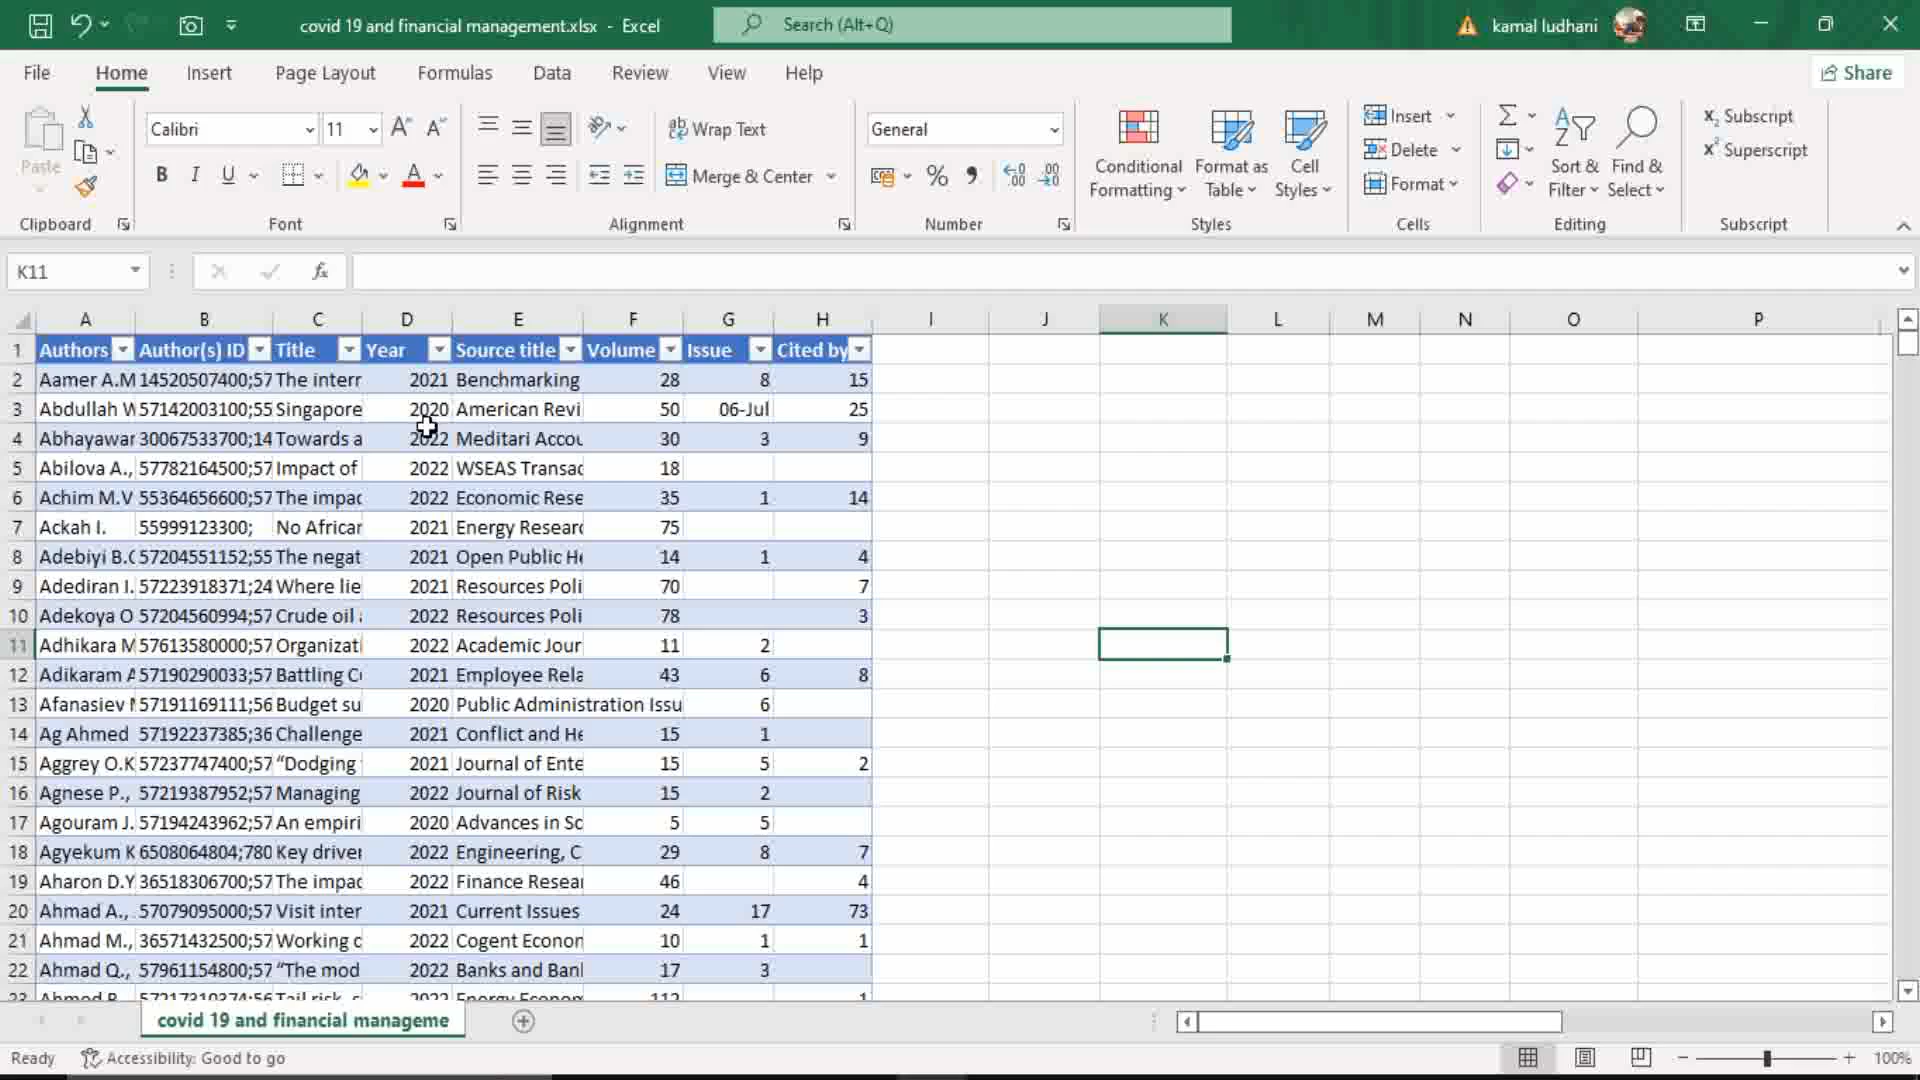 covid 19 and financial management.xlsx - Excel
Search (Alt+Q)
kamal ludhani
File Home Insert Page Layout Formulas Data Review View Help Share
Paste
Calibri 11
Wrap Text
Merge & Center
General
Conditional Formatting
Format as Table
Cell Styles
Insert
Delete
Format
Sort & Filter
Find & Select
Subscript
Superscript
Clipboard Font Alignment Number Styles Cells Editing Subscript
K11 fx
A B C D E F G H I J K L M N O P
1 Authors Author(s) ID Title Year Source title Volume Issue Cited by
2 Aamer A.M 14520507400;57 The interr 2021 Benchmarking 28 8 15
3 Abdullah W 57142003100;55 Singapore 2020 American Revi 50 06-Jul 25
4 Abhayawar 30067533700;14 Towards a 2022 Meditari Accou 30 3 9
5 Abilova A., 57782164500;57 Impact of 2022 WSEAS Transac 18
6 Achim M.V 55364656600;57 The impac 2022 Economic Rese 35 1 14
7 Ackah I. 55999123300; No African 2021 Energy Researc 75
8 Adebiyi B.O 57204551152;55 The negat 2021 Open Public He 14 1 4
9 Adediran I. 57223918371;24 Where lie 2021 Resources Poli 70 7
10 Adekoya O 57204560994;57 Crude oil 2022 Resources Poli 78 3
11 Adhikara M 57613580000;57 Organizati 2022 Academic Jour 11 2
12 Adikaram A 57190290033;57 Battling Co 2021 Employee Rela 43 6 8
13 Afanasiev 57191169111;56 Budget su 2020 Public Administration Issu 6
14 Ag Ahmed 57192237385;36 Challenge 2021 Conflict and He 15 1
15 Aggrey O.K 57237747400;57 “Dodging 2021 Journal of Ente 15 5 2
16 Agnese P., 57219387952;57 Managing 2022 Journal of Risk 15 2
17 Agouram J. 57194243962;57 An empiri 2020 Advances in Sc 5 5
18 Agyekum K 6508064804;780 Key driver 2022 Engineering, C 29 8 7
19 Aharon D.Y 36518306700;57 The impac 2022 Finance Resear 46 4
20 Ahmad A., 57079095000;57 Visit inter 2021 Current Issues 24 17 73
21 Ahmad M., 36571432500;57 Working c 2022 Cogent Econon 10 1 1
22 Ahmad Q., 57961154800;57 “The mod 2022 Banks and Banl 17 3
covid 19 and financial manageme
Ready Accessibility: Good to go 100%